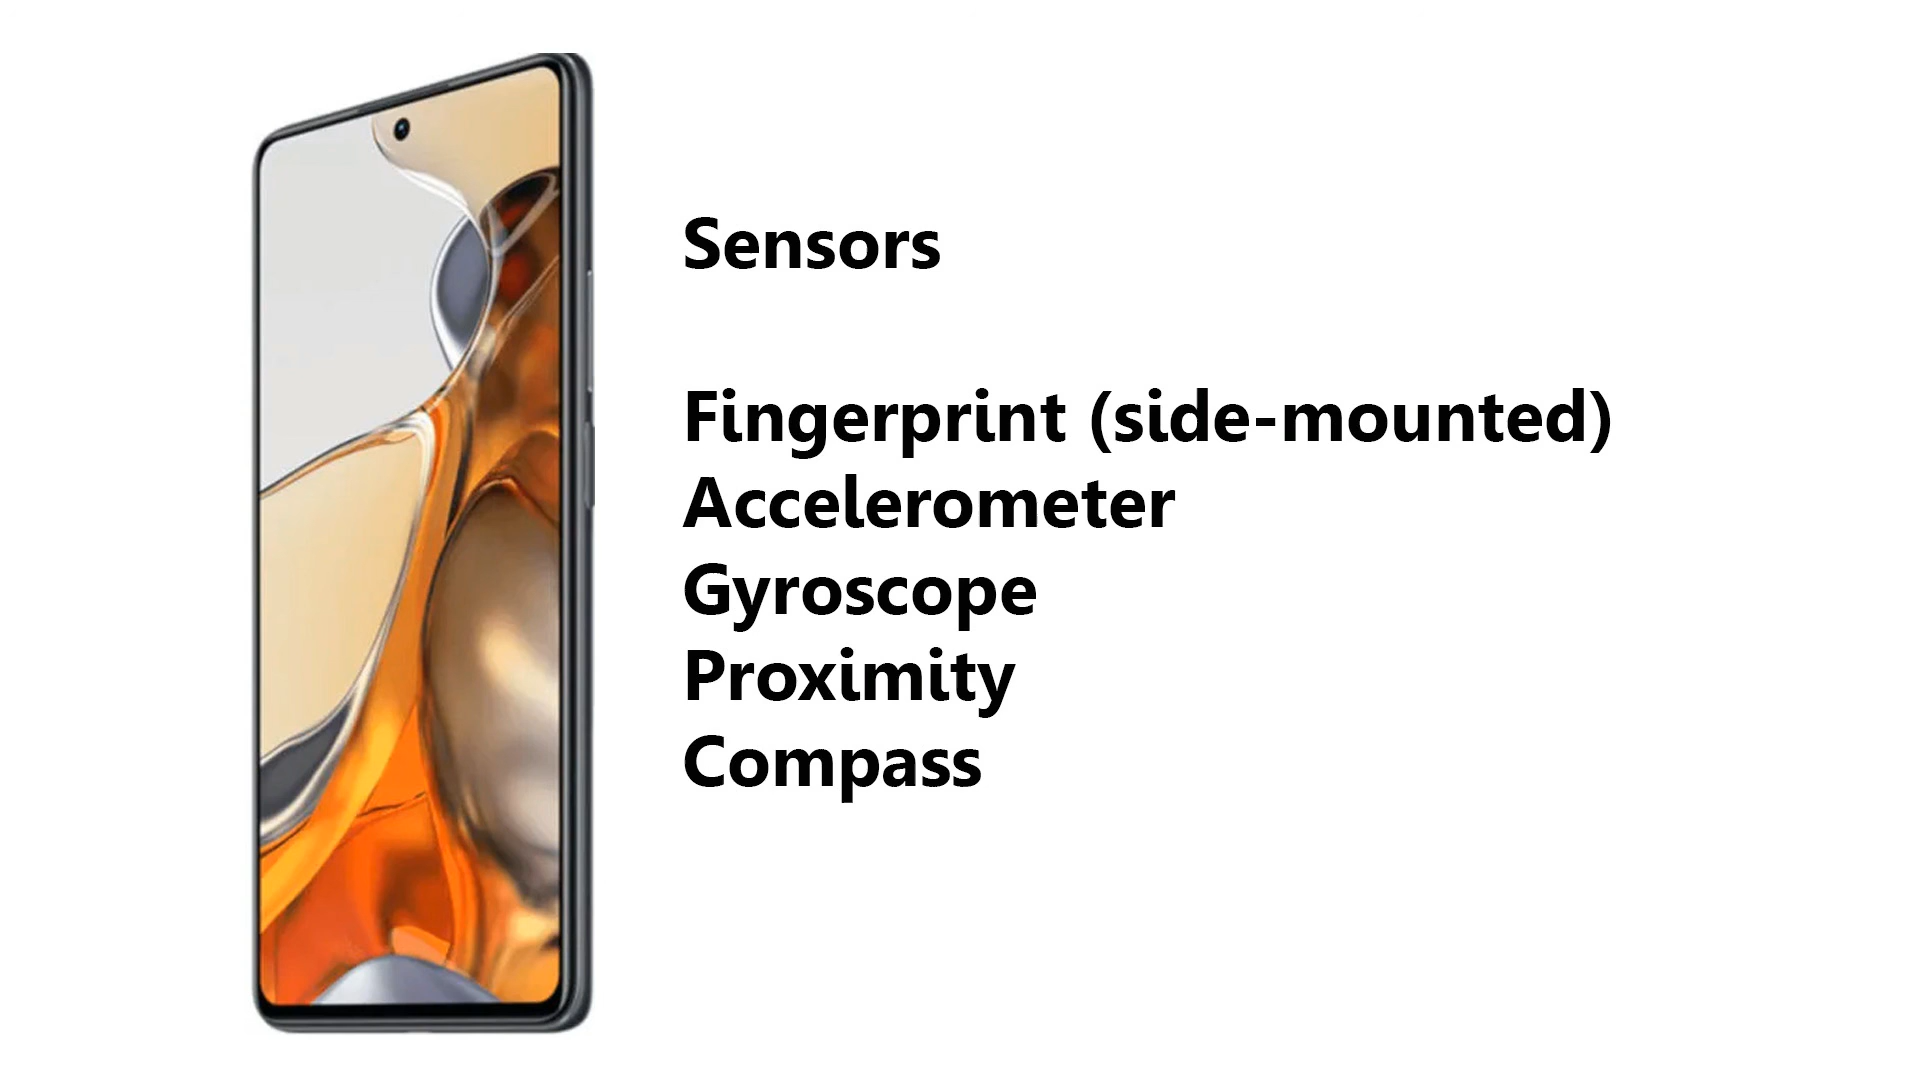 Sensors
Fingerprint (side-mounted)
Accelerometer
Gyroscope
Proximity
Compass